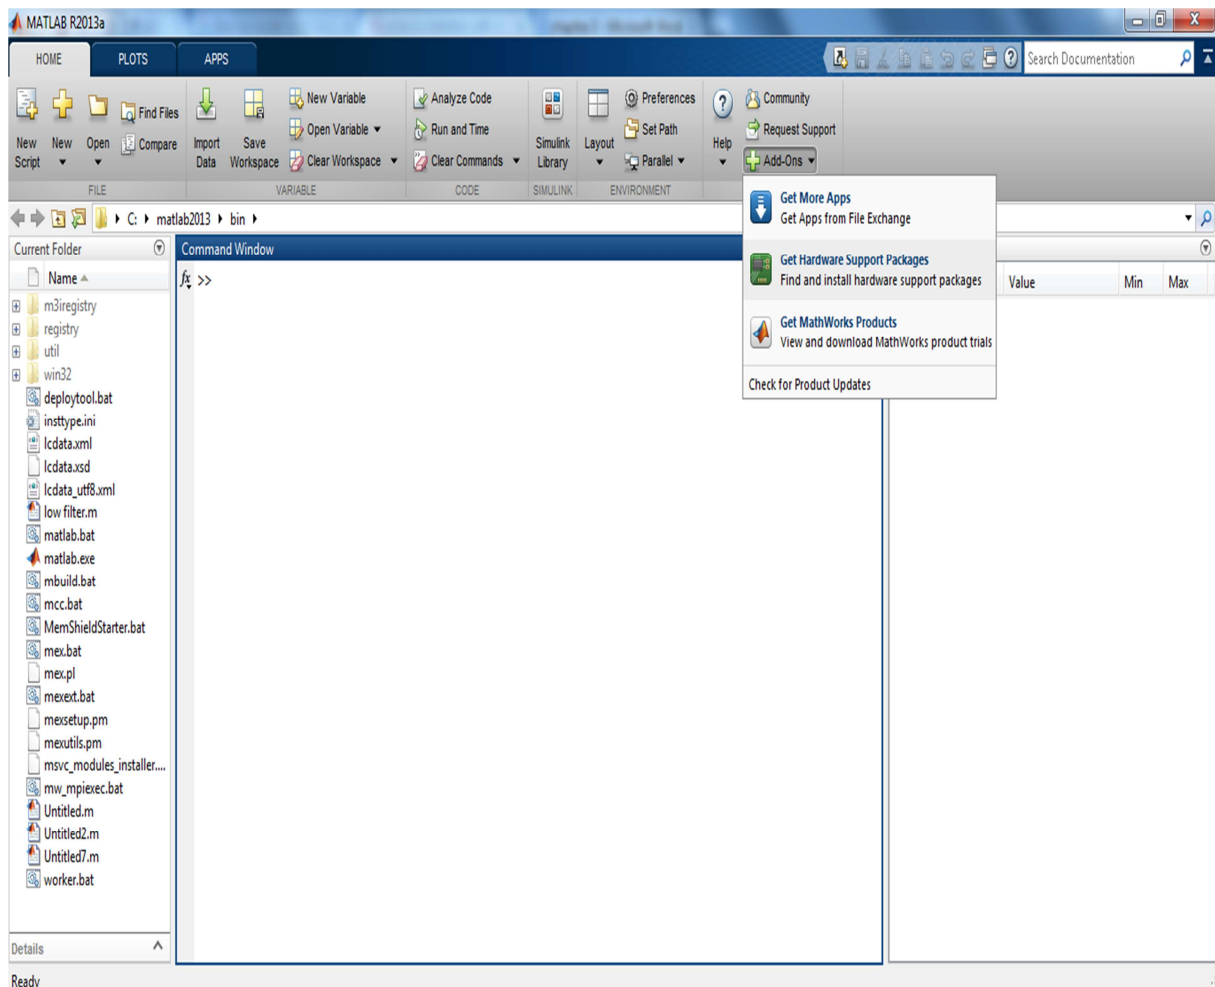 MATLAB R2013a
HOME PLOTS APPS
Search Documentation
New Script
New
Open
Find Files
Compare
FILE
Import Data
Save Workspace
New Variable
Open Variable
Clear Workspace
VARIABLE
Analyze Code
Run and Time
Clear Commands
CODE
Simulink Library
SIMULINK
Layout
Preferences
Set Path
Parallel
ENVIRONMENT
Help
Community
Request Support
Add-Ons
Get More Apps
Get Apps from File Exchange
Get Hardware Support Packages
Find and install hardware support packages
Get MathWorks Products
View and download MathWorks product trials
Check for Product Updates
C: matlab2013 bin
Current Folder
Name
m3iregistry
registry
util
win32
deploytool.bat
insttype.ini
lcdata.xml
lcdata.xsd
lcdata_utf8.xml
low filter.m
matlab.bat
matlab.exe
mbuild.bat
mcc.bat
MemShieldStarter.bat
mex.bat
mex.pl
mexext.bat
mexsetup.pm
mexutils.pm
msvc_modules_installer....
mw_mpiexec.bat
Untitled.m
Untitled2.m
Untitled7.m
worker.bat
Details
Command Window
fx >>
Value Min Max
Ready